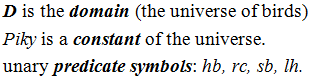 D is the domain (the universe of birds)
Piky is a constant of the universe.
unary predicate symbols: hb, rc, sb, lh.